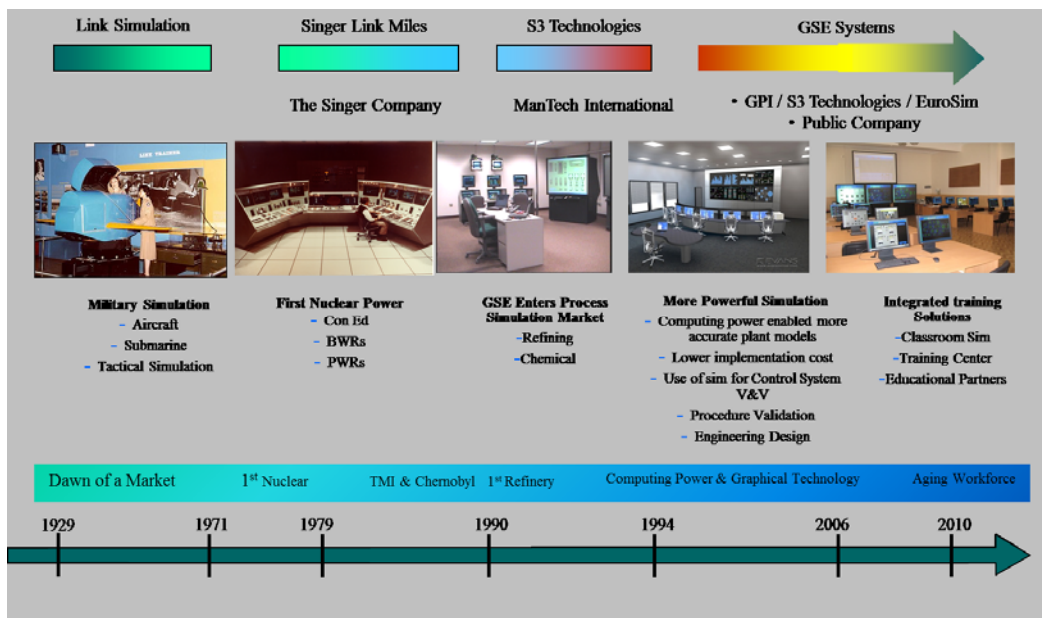 Link Simulation
Singer Link Miles
S3 Technologies
GSE Systems
The Singer Company
ManTech International
• GPI / S3 Technologies / EuroSim
• Public Company
LINK TRAINER
Military Simulation
– Aircraft
– Submarine
– Tactical Simulation
First Nuclear Power
– Con Ed
– BWRs
– PWRs
GSE Enters Process
Simulation Market
–Refining
–Chemical
More Powerful Simulation
– Computing power enabled more
accurate plant models
– Lower implementation cost
– Use of sim for Control System
V&V
– Procedure Validation
– Engineering Design
Integrated training
Solutions
–Classroom Sim
–Training Center
–Educational Partners
Dawn of a Market
1st Nuclear
TMI & Chernobyl
1st Refinery
Computing Power & Graphical Technology
Aging Workforce
1929
1971
1979
1990
1994
2006
2010